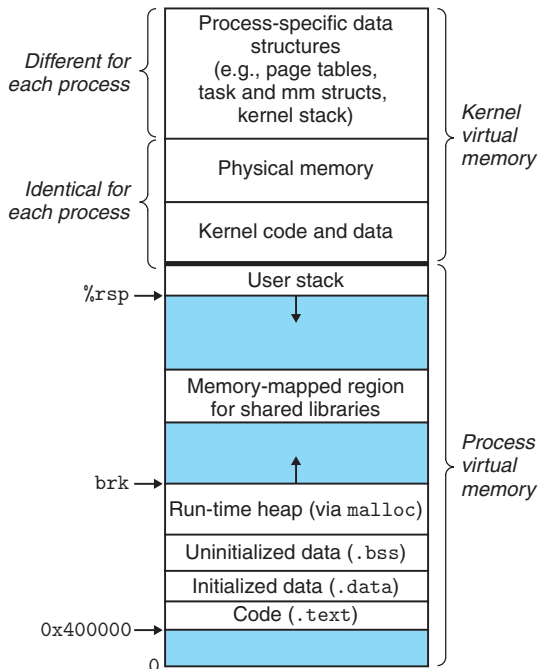 Process-specific data
structures
(e.g., page tables,
task and mm structs,
kernel stack)
Different for
each process
Kernel
virtual
memory
Physical memory
Identical for
each process
Kernel code and data
User stack
%rsp
Memory-mapped region
for shared libraries
Process
virtual
memory
brk
Run-time heap (via malloc)
Uninitialized data (.bss)
Initialized data (.data)
Code (.text)
0x400000
0